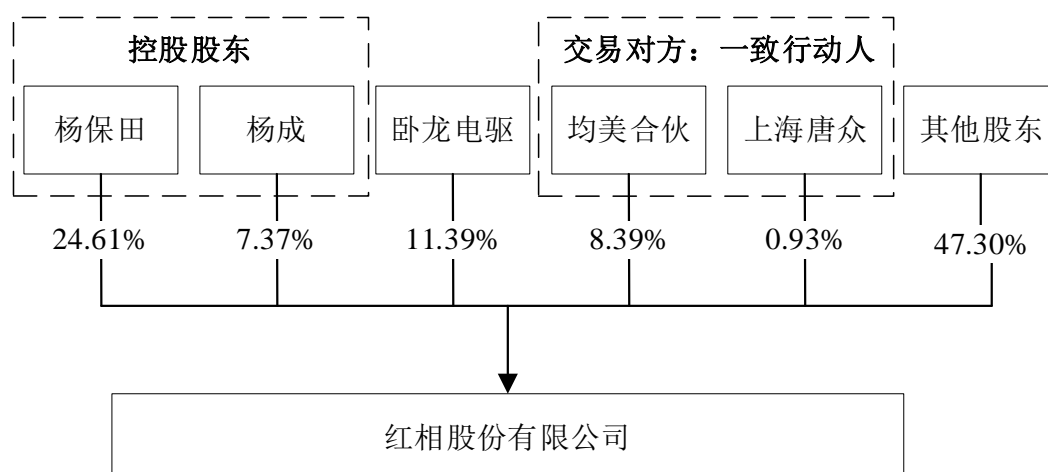 控股股东
交易对方：一致行动人
杨保田
杨成
卧龙电驱
均美合伙
上海唐众
其他股东
24.61%
7.37%
11.39%
8.39%
0.93%
47.30%
红相股份有限公司